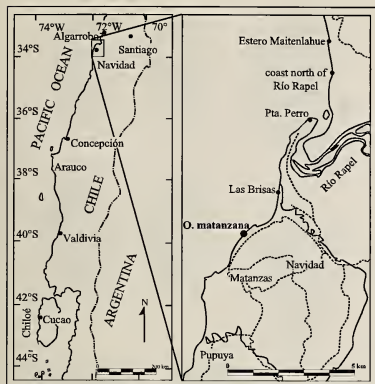 74°W 72°W 70°
34°S
36°S
38°S
40°S
42°S
44°S
PACIFIC OCEAN
Algarrobo
Santiago
Navidad
Concepción
Arauco
CHILE
Valdivia
ARGENTINA
Chiloé
Cucao
N
km
Estero Maitenlahue
coast north of
Río Rapel
Pta. Perro
Río Rapel
Las Brisas
O. matanzana
Navidad
Matanzas
Pupuya
5 km